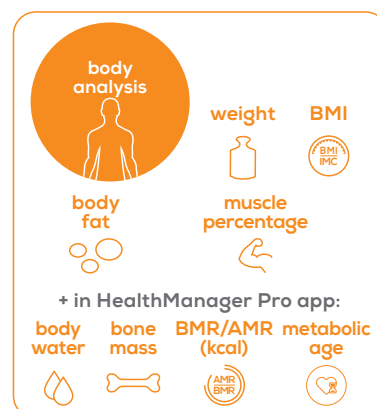 body
analysis
weight
BMI
BMI
IMC
body
fat
muscle
percentage
+ in HealthManager Pro app:
body
water
bone
mass
BMR/AMR
(kcal)
metabolic
age
AMR
BMR